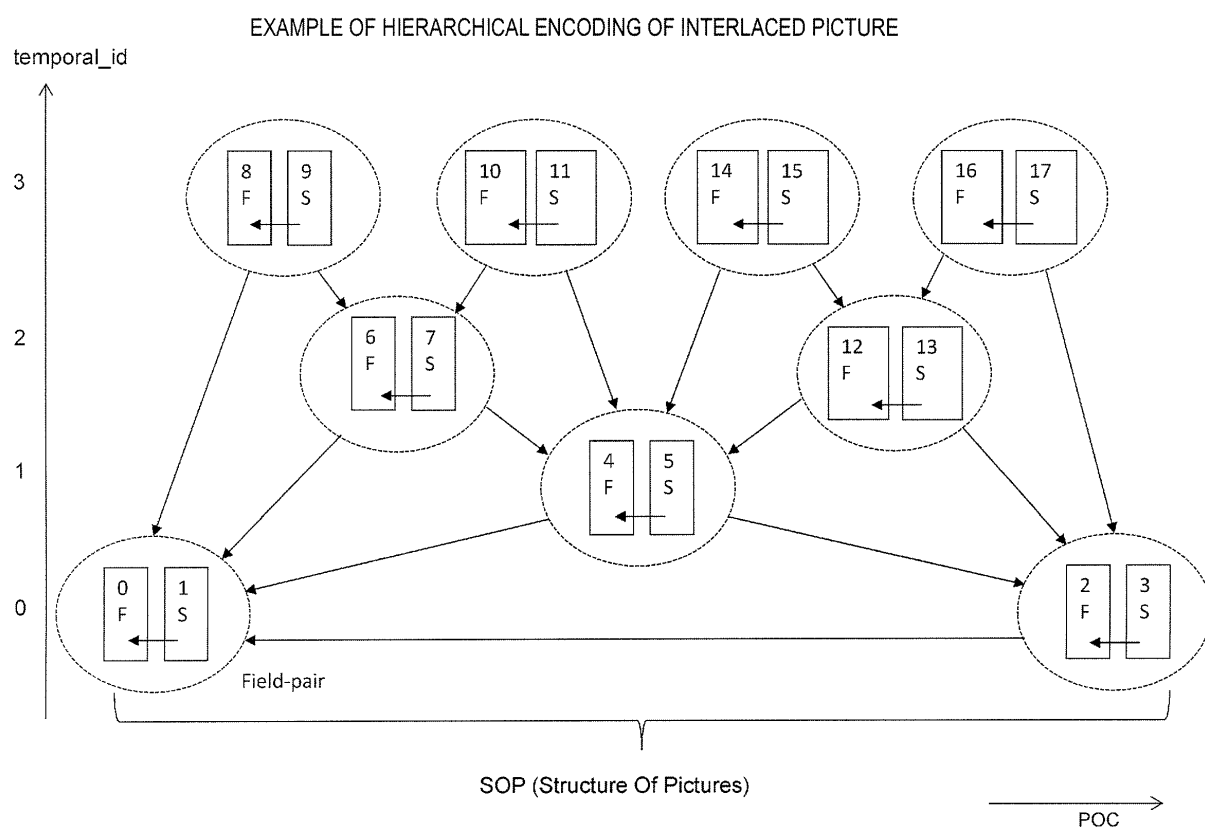 EXAMPLE OF HIERARCHICAL ENCODING OF INTERLACED PICTURE
temporal_id
3
8 9 10 11 14 15 16 17
F S F S F S F S
2
6 7 12 13
F S F S
1
4 5
F S
0
0 1 2 3
F S F S
Field-pair
SOP (Structure Of Pictures)
POC